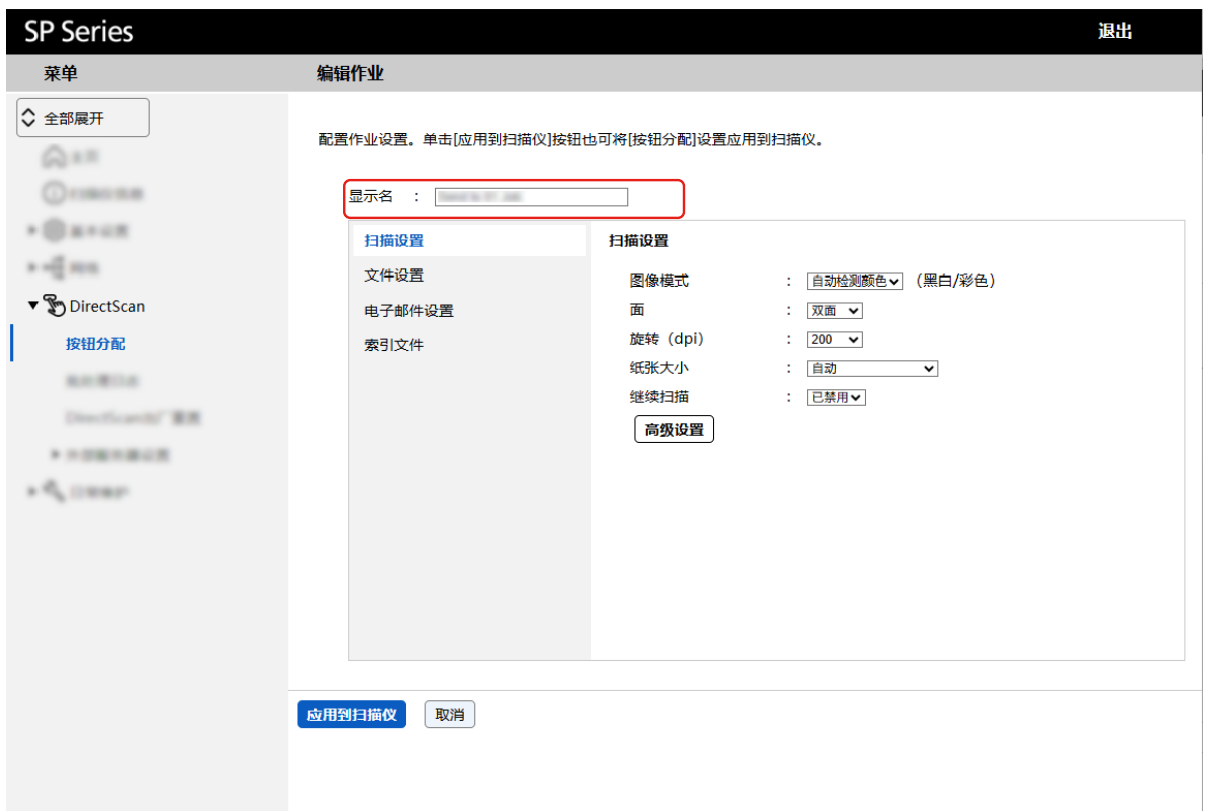 SP Series
退出
菜单
编辑作业
全部展开
DirectScan
按钮分配
配置作业设置。单击[应用到扫描仪]按钮也可将[按钮分配]设置应用到扫描仪。
显示名 :
扫描设置
文件设置
电子邮件设置
索引文件
扫描设置
图像模式 : 自动检测颜色 (黑白/彩色)
面 : 双面
旋转 (dpi) : 200
纸张大小 : 自动
继续扫描 : 已禁用
高级设置
应用到扫描仪
取消